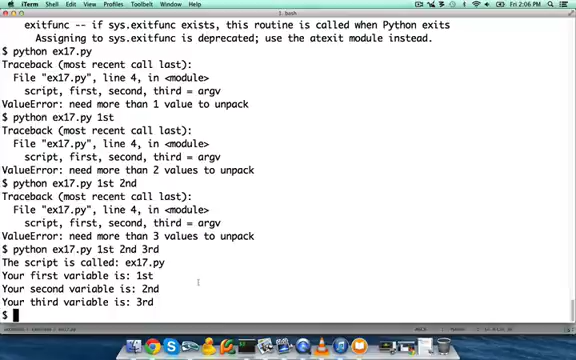 iTerm Shell Edit View Profiles Toolbelt Window Help Fri 2:06 PM
1. bash
exitfunc -- if sys.exitfunc exists, this routine is called when Python exits
Assigning to sys.exitfunc is deprecated; use the atexit module instead.
$ python ex17.py
Traceback (most recent call last):
File "ex17.py", line 4, in <module>
script, first, second, third = argv
ValueError: need more than 1 value to unpack
$ python ex17.py 1st
Traceback (most recent call last):
File "ex17.py", line 4, in <module>
script, first, second, third = argv
ValueError: need more than 2 values to unpack
$ python ex17.py 1st 2nd
Traceback (most recent call last):
File "ex17.py", line 4, in <module>
script, first, second, third = argv
ValueError: need more than 3 values to unpack
$ python ex17.py 1st 2nd 3rd
The script is called: ex17.py
Your first variable is: 1st
Your second variable is: 2nd
Your third variable is: 3rd
$